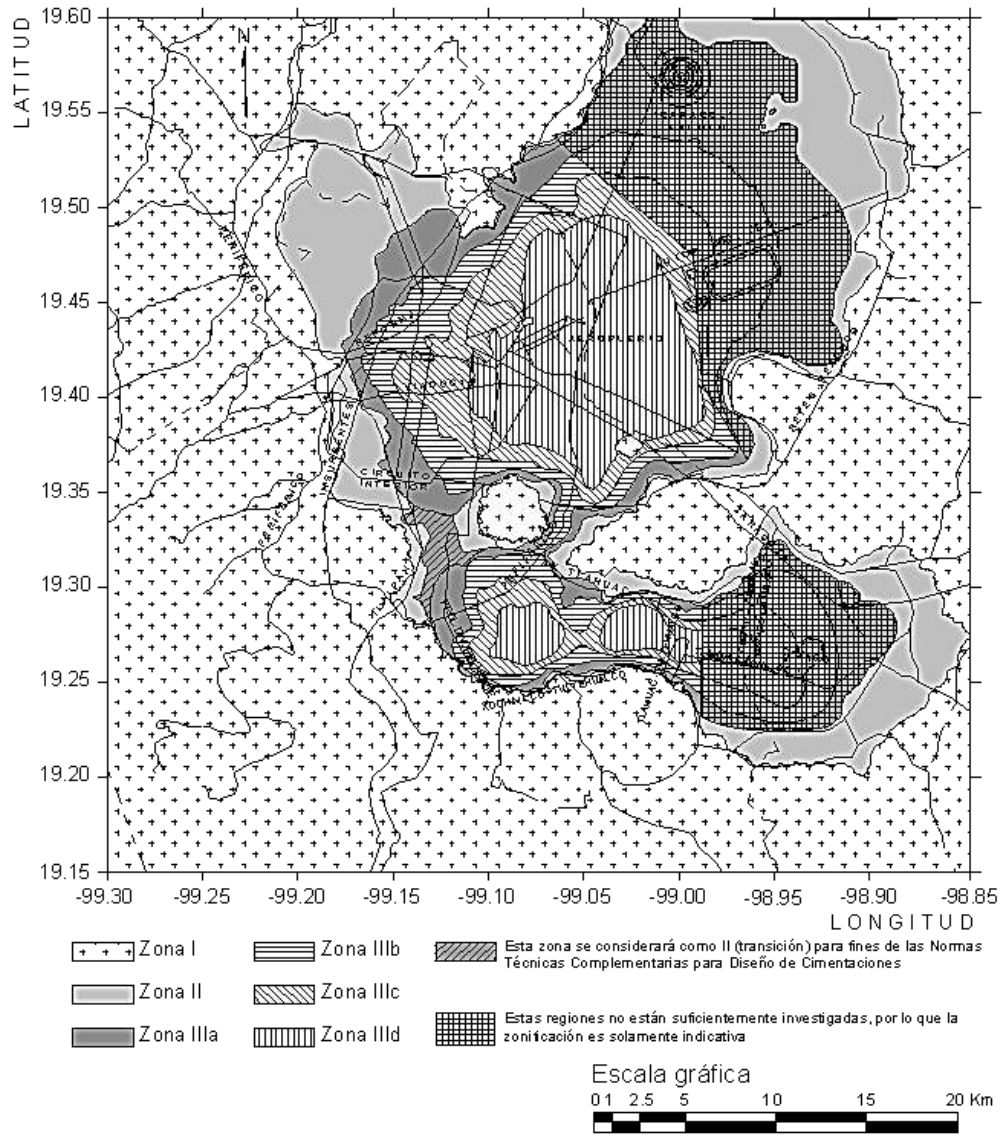 LATITUD
N
19.60
19.55
19.50
19.45
19.40
19.35
19.30
19.25
19.20
19.15
PERIFERICO
AEROPUERTO
VIADUCTO
INSURGENTES
CIRCUITO
INTERIOR
PERIFERICO
TLAHUAC
-99.30
-99.25
-99.20
-99.15
-99.10
-99.05
-99.00
-98.95
-98.90
-98.85
LONGITUD
Zona I
Zona II
Zona IIIa
Zona IIIb
Zona IIIc
Zona IIId
Esta zona se considerará como II (transición) para fines de las Normas
Técnicas Complementarias para Diseño de Cimentaciones
Estas regiones no están suficientemente investigadas, por lo que la
zonificación es solamente indicativa
Escala gráfica
0 1 2.5 5 10 15 20 Km